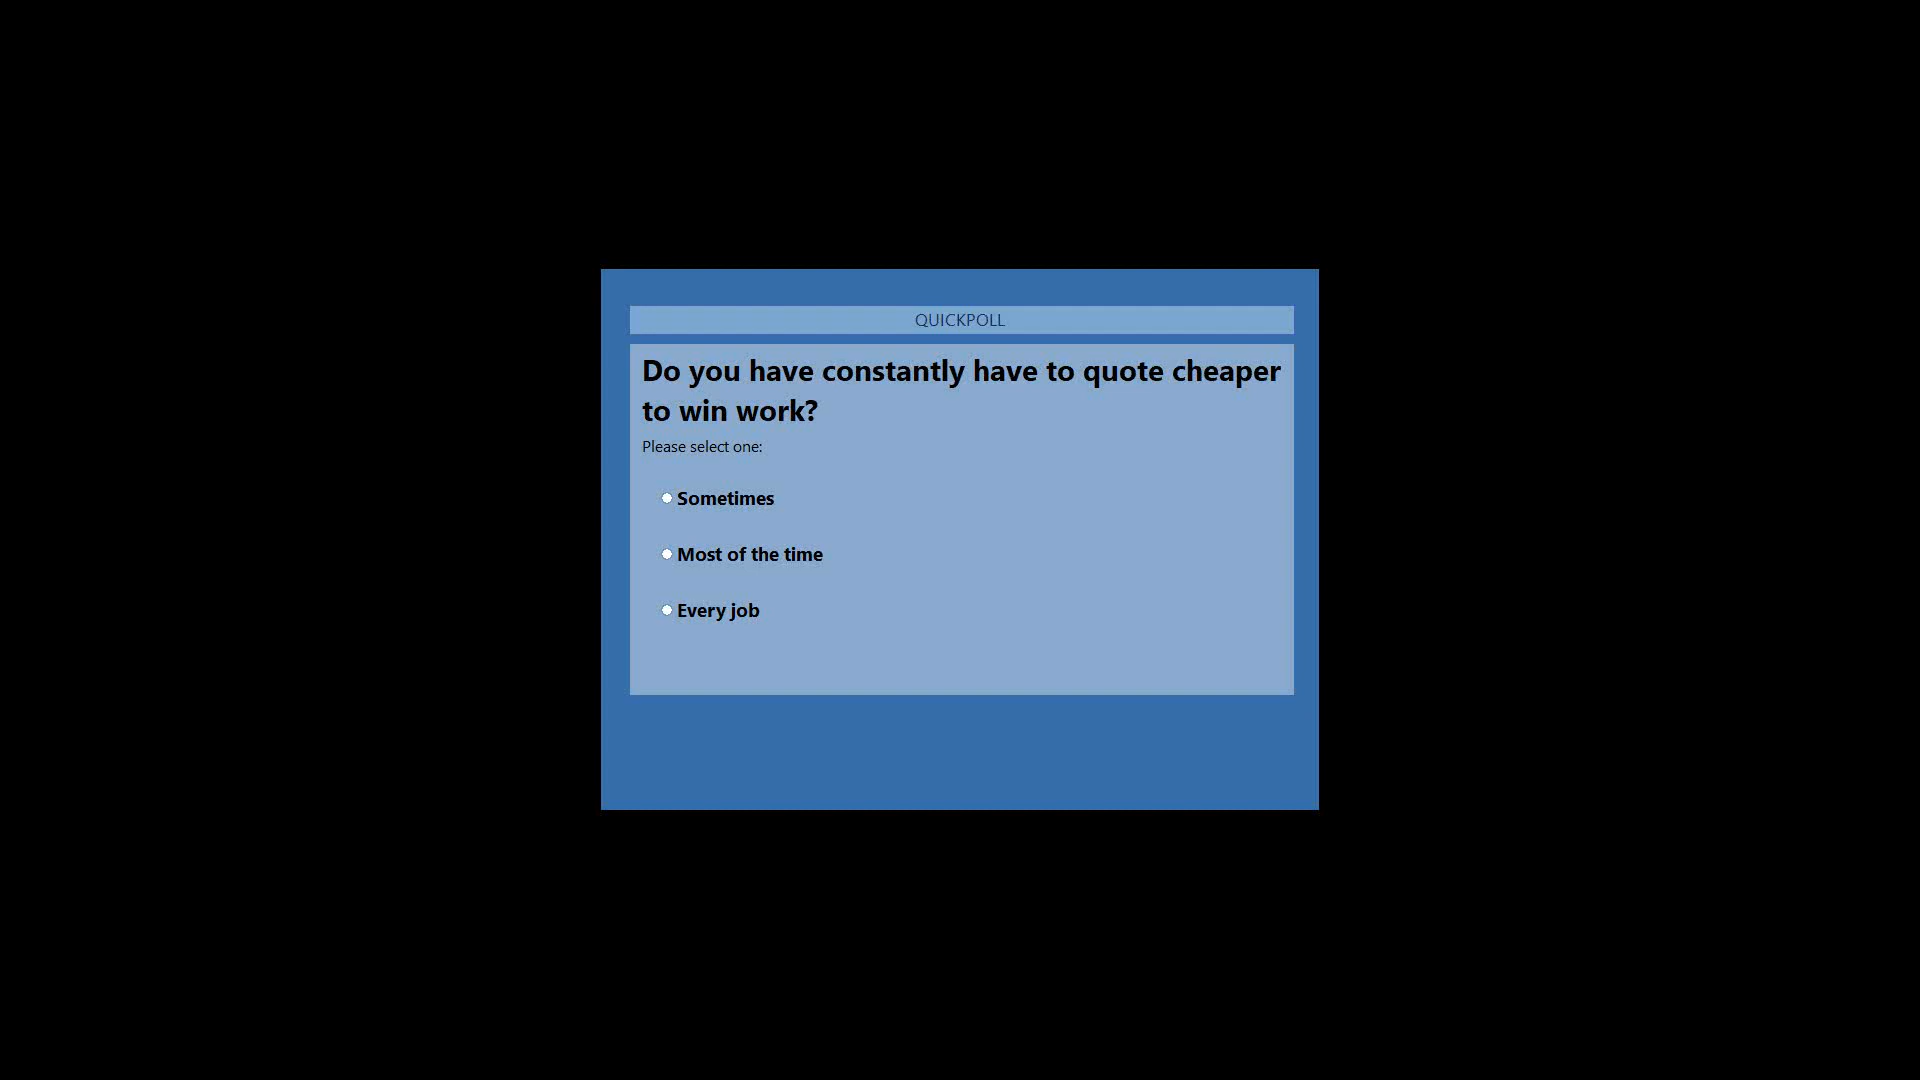 QUICKPOLL
Do you have constantly have to quote cheaper
to win work?
Please select one:
Sometimes
Most of the time
Every job